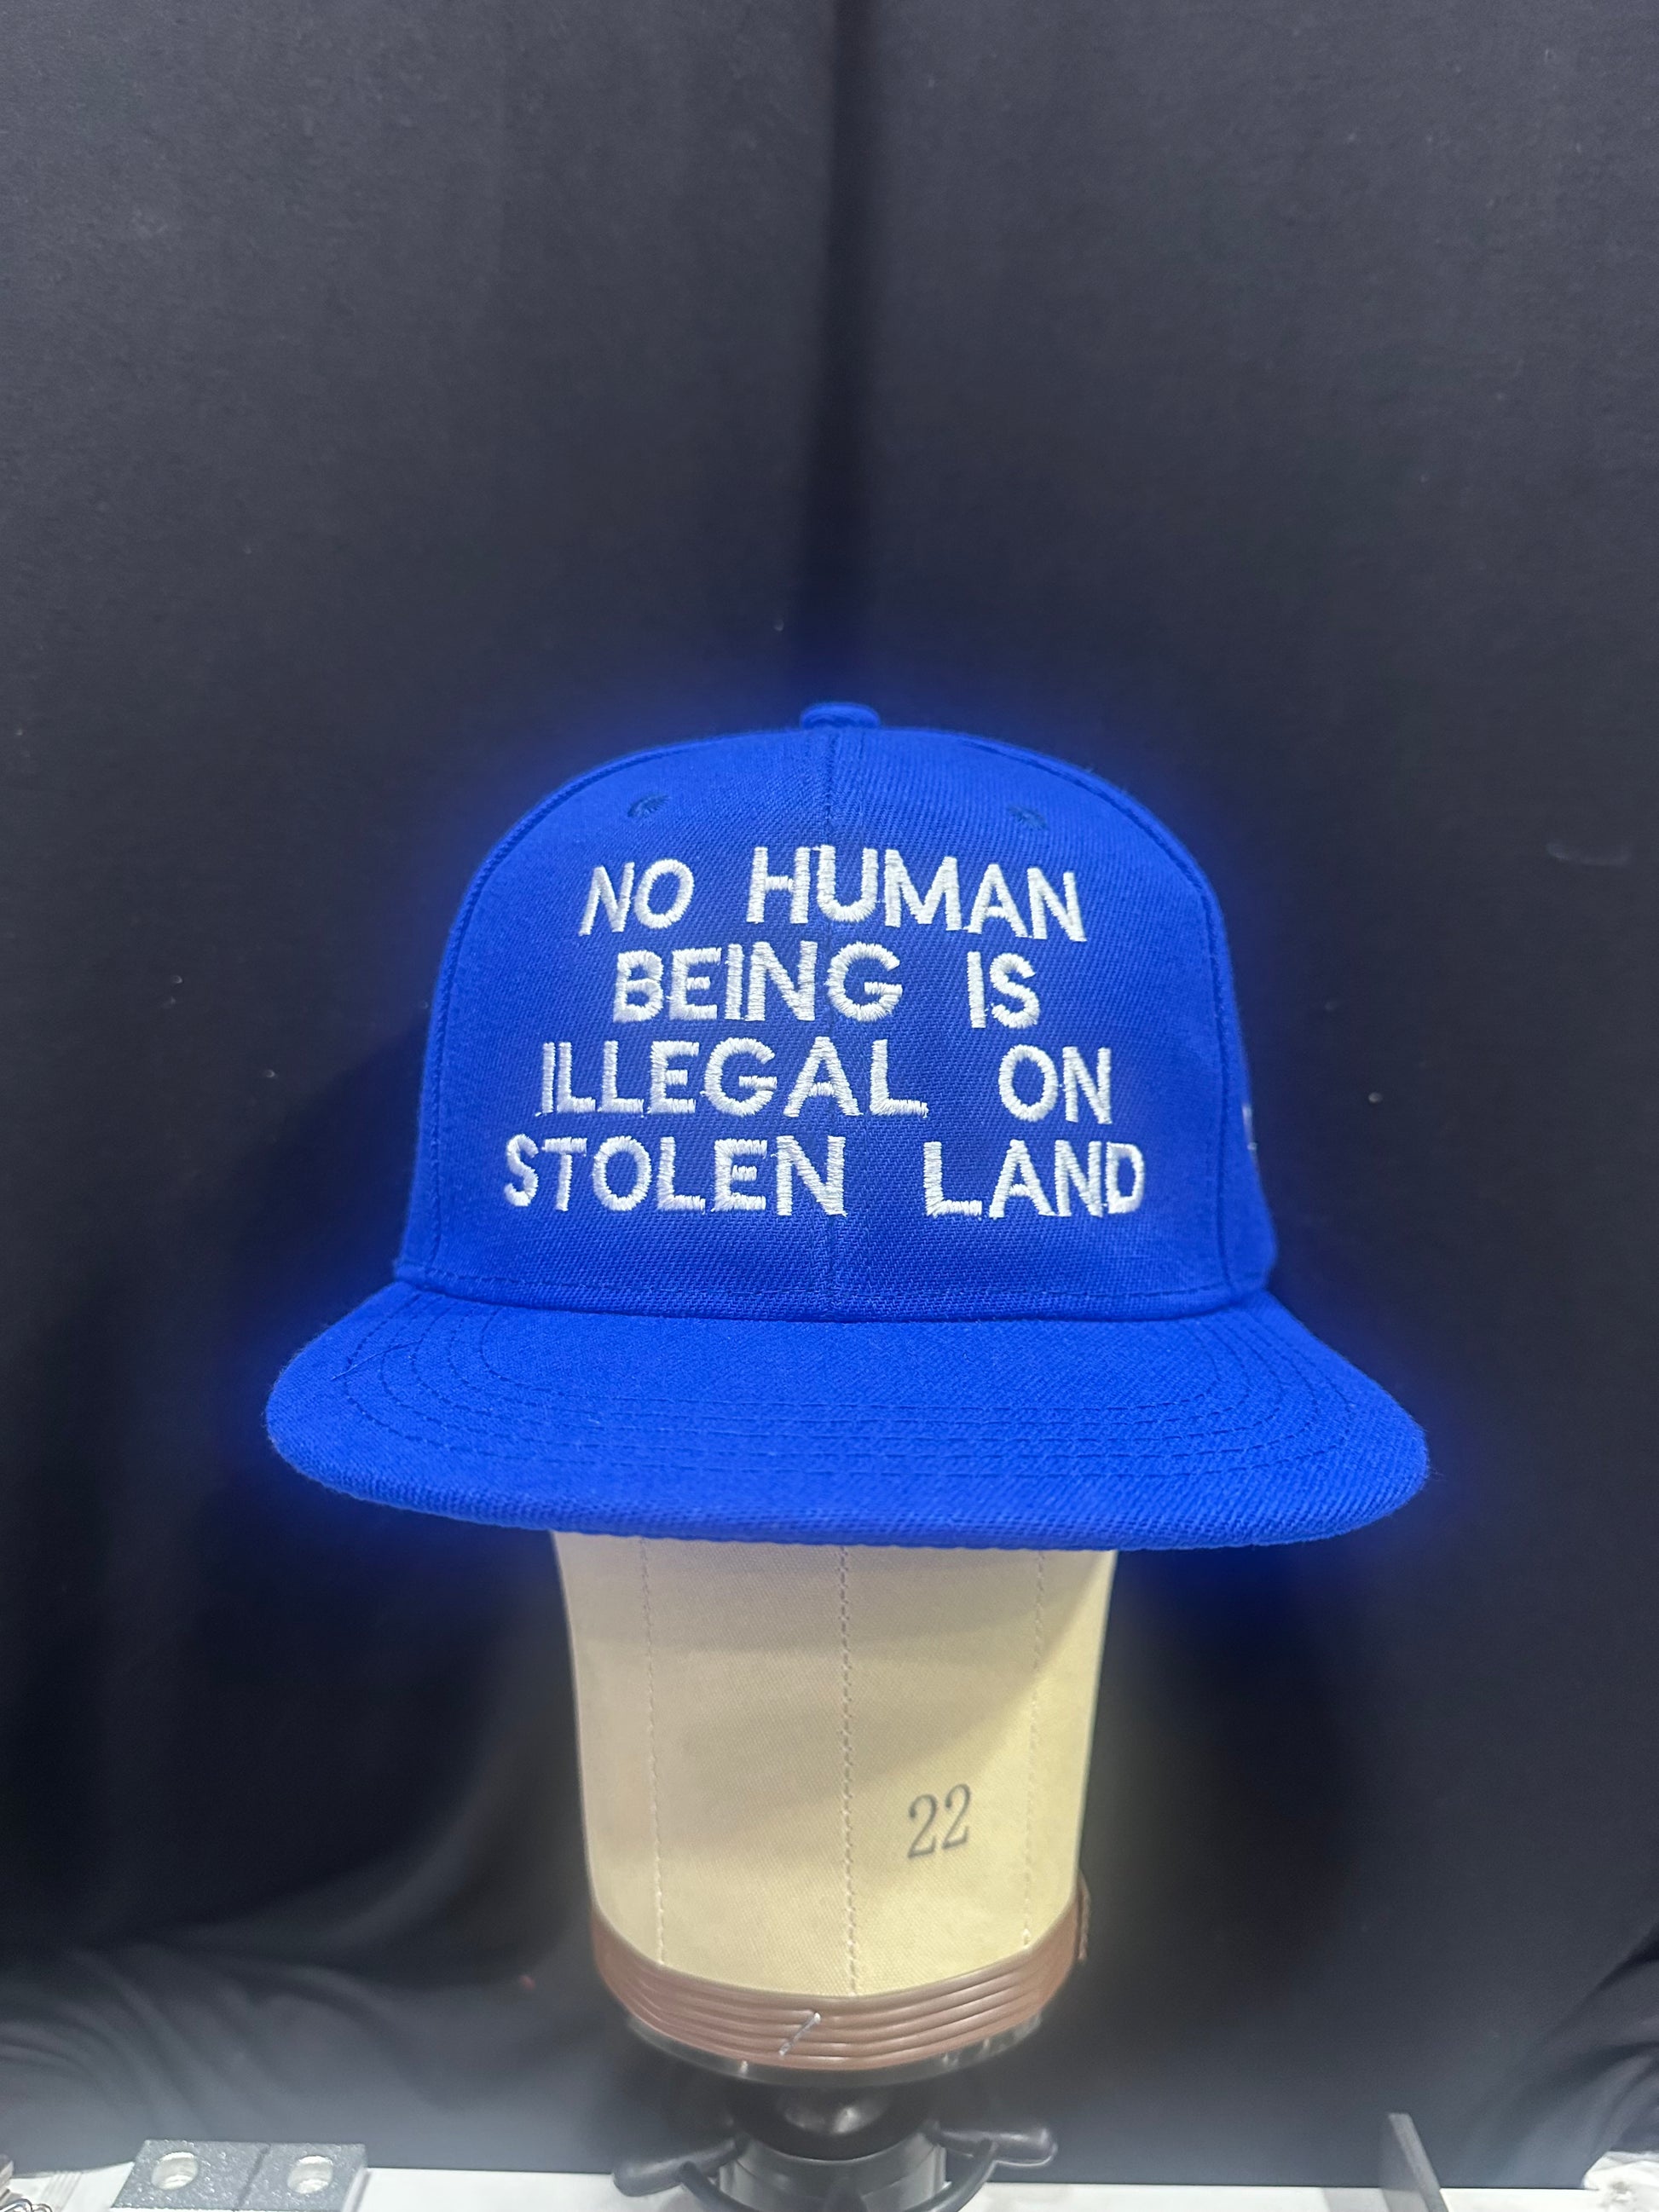 NO HUMAN
BEING IS
ILLEGAL ON
STOLEN LAND
22